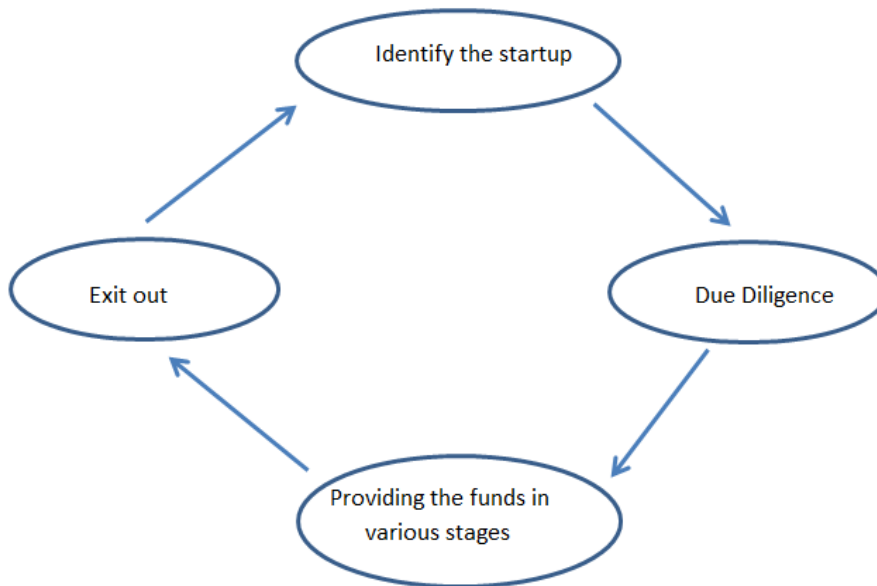 Identify the startup
Due Diligence
Exit out
Providing the funds in
various stages